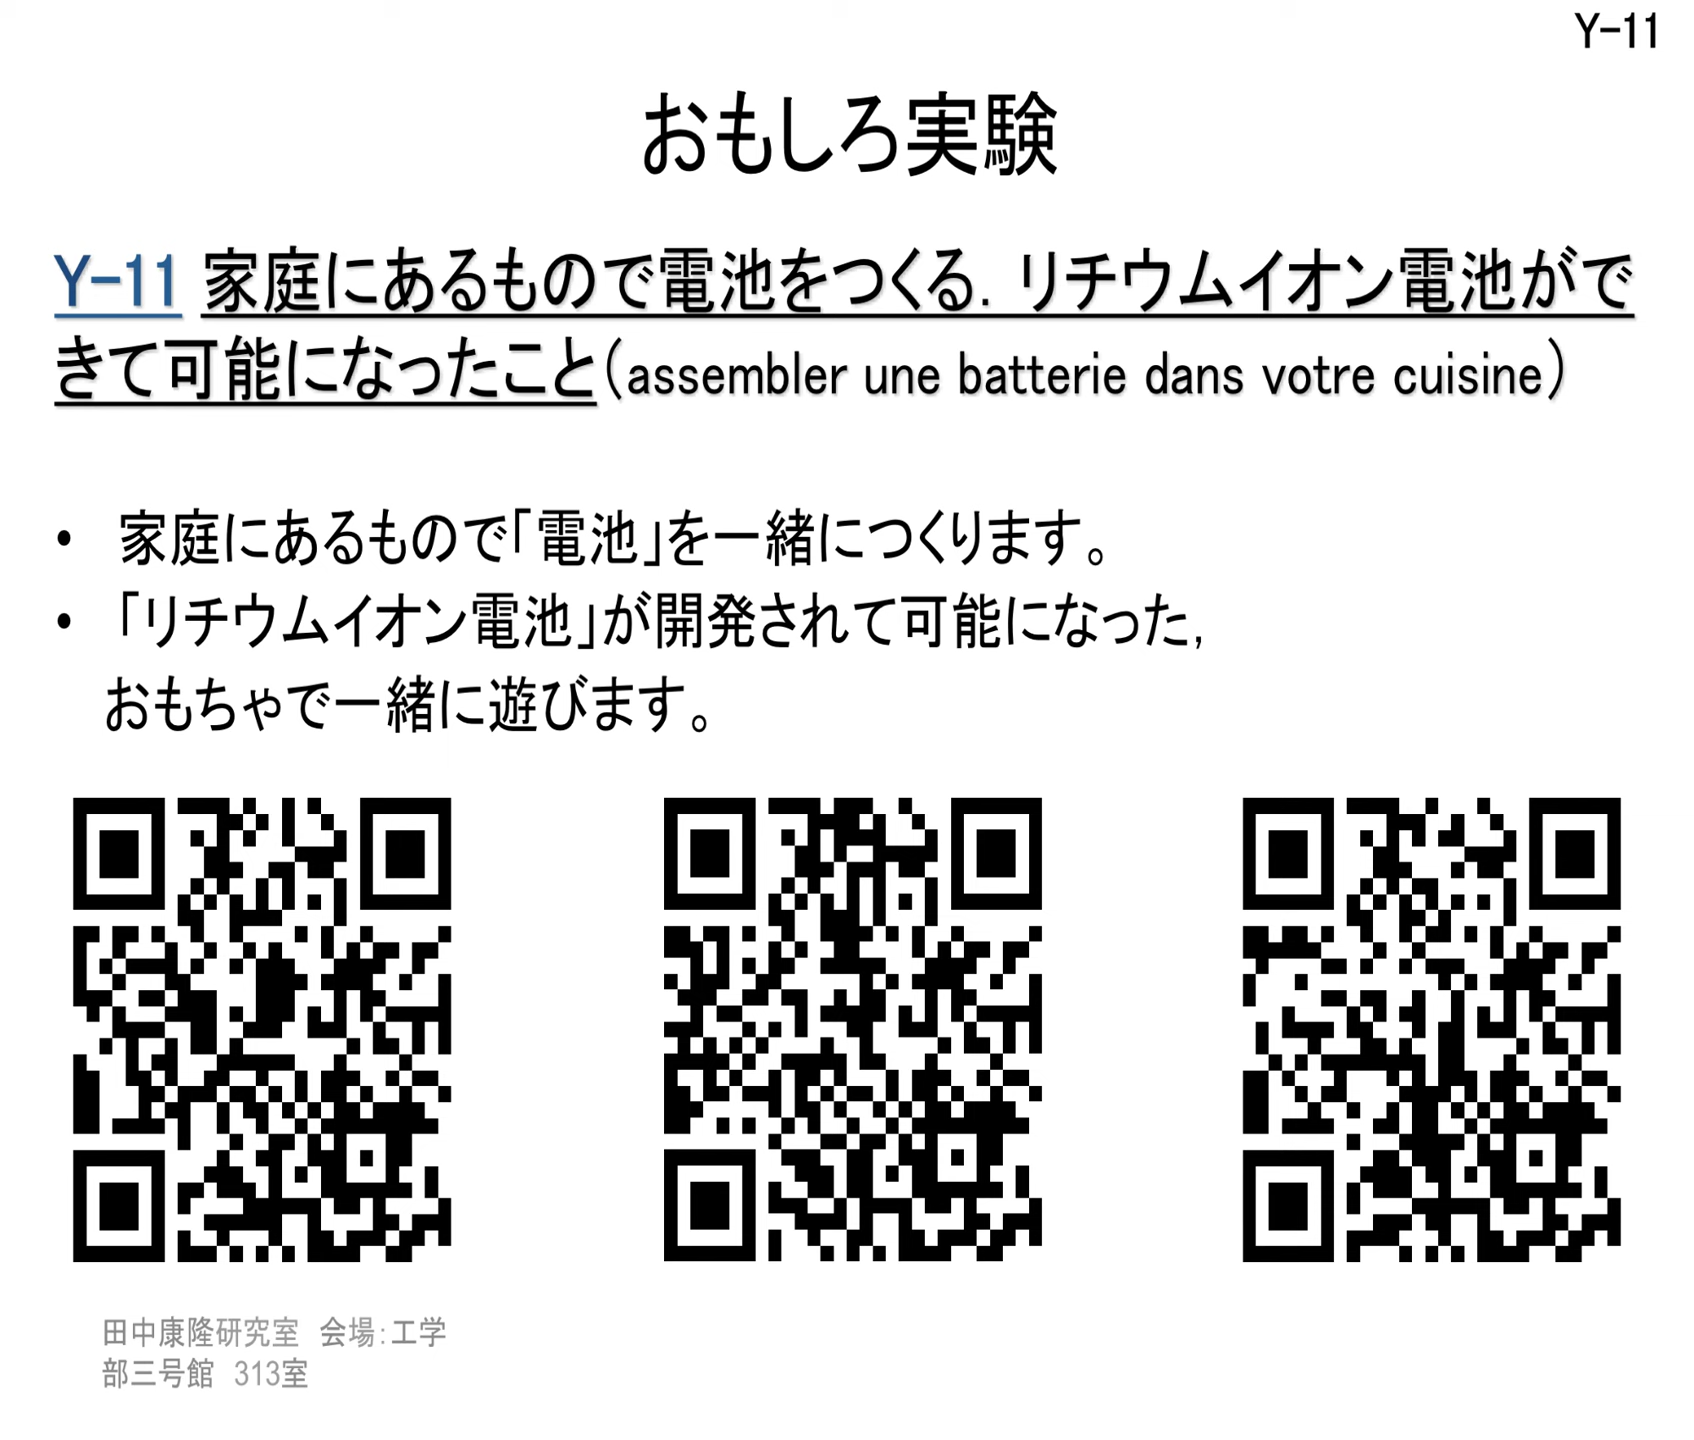 Y-11
おもしろ実験
Y-11 家庭にあるもので電池をつくる．リチウムイオン電池がで
きて可能になったこと（assembler une batterie dans votre cuisine）
• 家庭にあるもので「電池」を一緒につくります。
• 「リチウムイオン電池」が開発されて可能になった，
おもちゃで一緒に遊びます。
田中康隆研究室　会場：工学
部三号館　313室